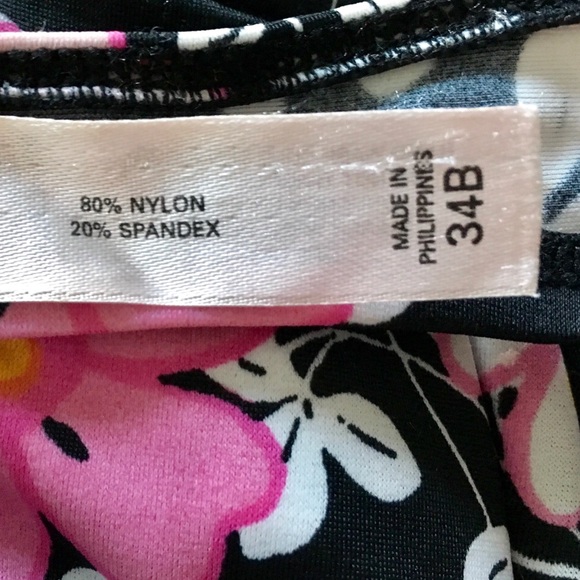 80% NYLON
20% SPANDEX
MADE IN
PHILIPPINES
34B